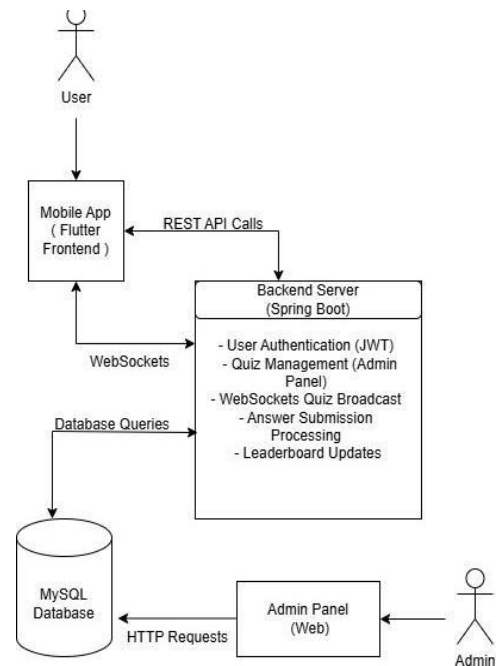 User
Mobile App
( Flutter
Frontend )
REST API Calls
Backend Server
(Spring Boot)
- User Authentication (JWT)
- Quiz Management (Admin
Panel)
- WebSockets Quiz Broadcast
- Answer Submission
Processing
- Leaderboard Updates
WebSockets
Database Queries
MySQL
Database
HTTP Requests
Admin Panel
(Web)
Admin